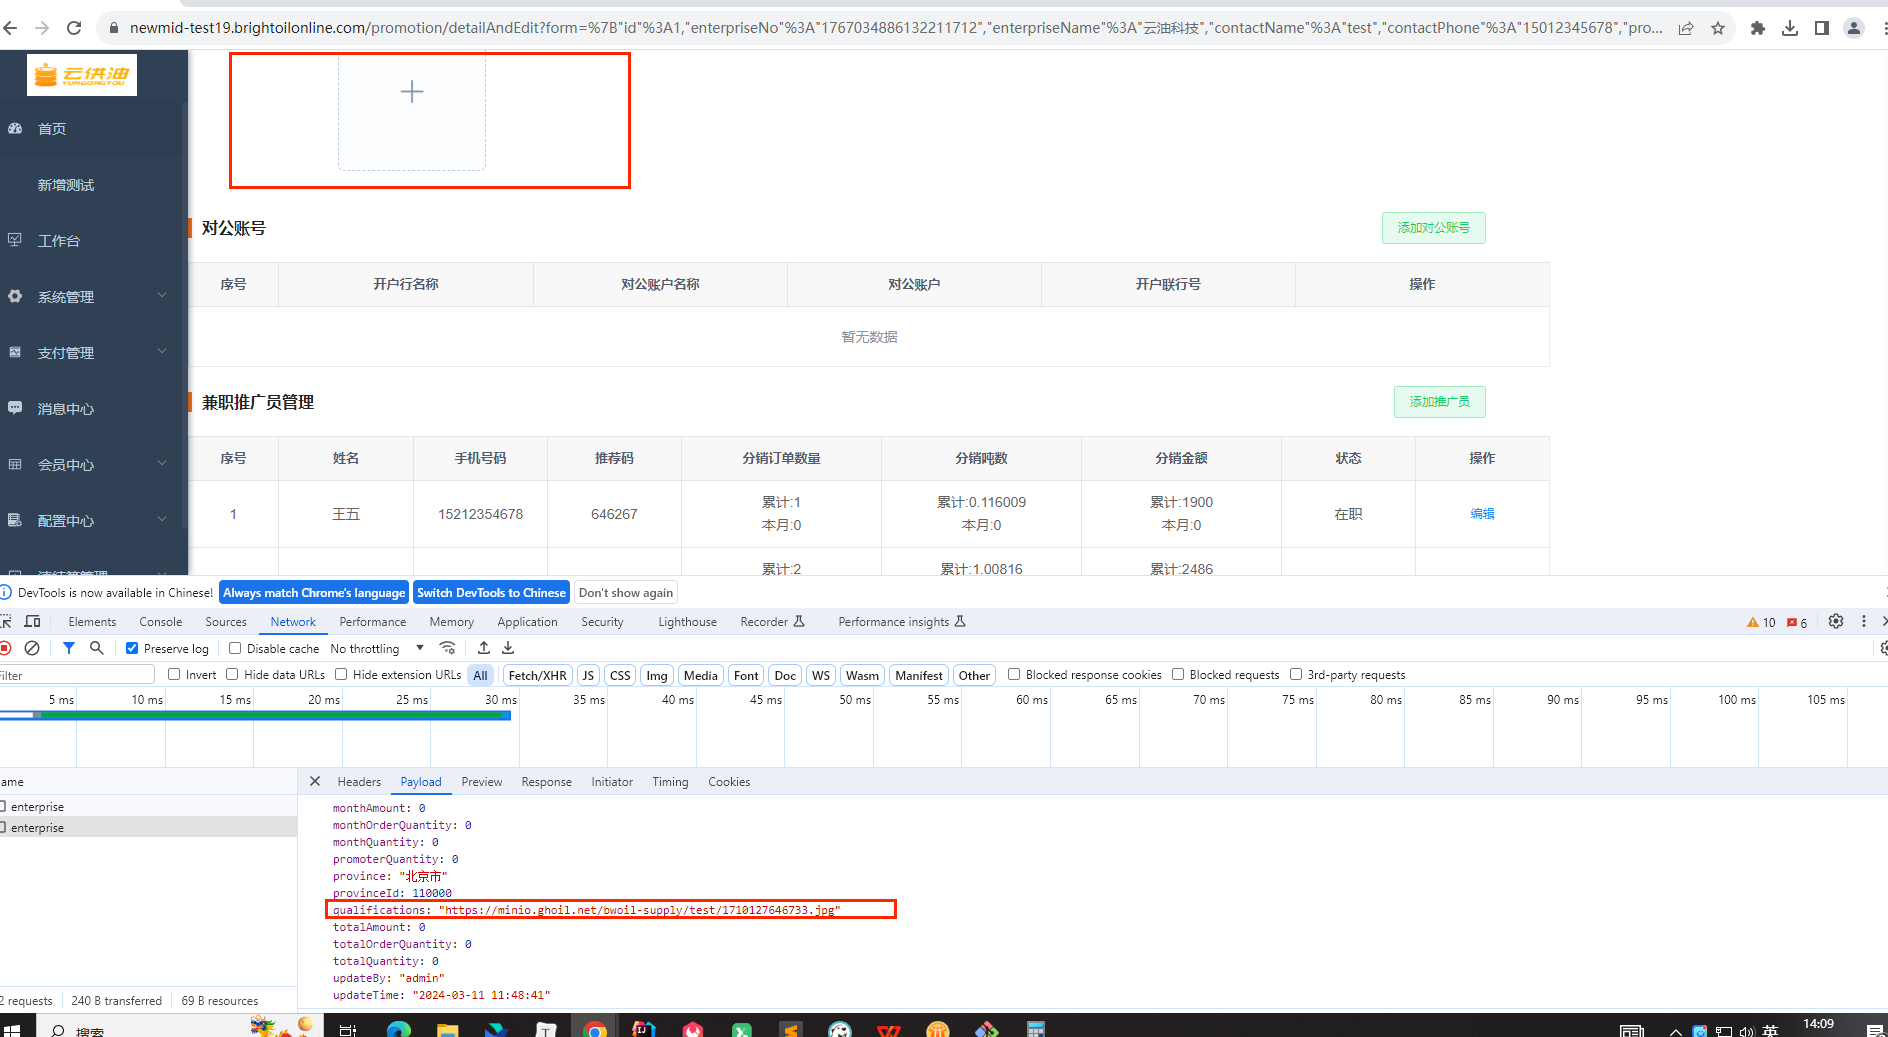 newmid-test19.brightoilonline.com/promotion/detailAndEdit?form=%7B"id"%3A1,"enterpriseNo"%3A"1767034886132211712","enterpriseName"%3A"云油科技","contactName"%3A"test","contactPhone"%3A"15012345678","pro...
云供油
YUNGONGYOU
首页
新增测试
工作台
系统管理
支付管理
消息中心
会员中心
配置中心
对公账号
添加对公账号
序号 开户行名称 对公账户名称 对公账户 开户联行号 操作
暂无数据
兼职推广员管理
添加推广员
序号 姓名 手机号码 推荐码 分销订单数量 分销吨数 分销金额 状态 操作
1 王五 15212354678 646267 累计:1 累计:0.116009 累计:1900 在职 编辑
本月:0 本月:0 本月:0
累计:2 累计:1.00816 累计:2486
DevTools is now available in Chinese! Always match Chrome's language Switch DevTools to Chinese Don't show again
Elements Console Sources Network Performance Memory Application Security Lighthouse Recorder Performance insights 10 6
Preserve log Disable cache No throttling
ilter Invert Hide data URLs Hide extension URLs All Fetch/XHR JS CSS Img Media Font Doc WS Wasm Manifest Other Blocked response cookies Blocked requests 3rd-party requests
5 ms 10 ms 15 ms 20 ms 25 ms 30 ms 35 ms 40 ms 45 ms 50 ms 55 ms 60 ms 65 ms 70 ms 75 ms 80 ms 85 ms 90 ms 95 ms 100 ms 105 ms
ame
enterprise
enterprise
Headers Payload Preview Response Initiator Timing Cookies
monthAmount: 0
monthOrderQuantity: 0
monthQuantity: 0
promoterQuantity: 0
province: "北京市"
provinceId: 110000
qualifications: "https://minio.ghoil.net/bwoil-supply/test/1710127646733.jpg"
totalAmount: 0
totalOrderQuantity: 0
totalQuantity: 0
updateBy: "admin"
updateTime: "2024-03-11 11:48:41"
2 requests 240 B transferred 69 B resources
搜索
英
14:09